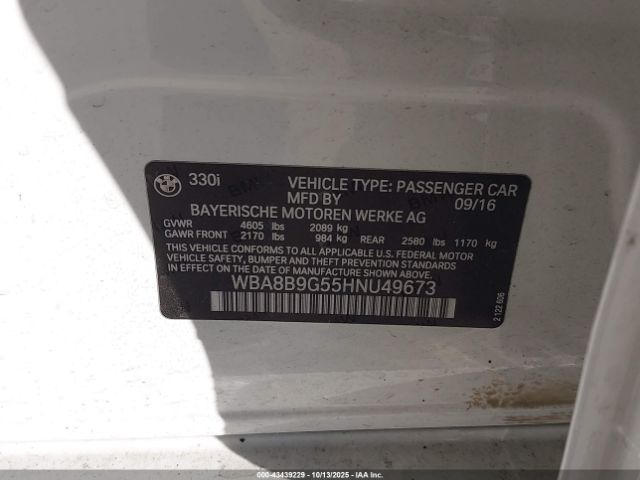 330i VEHICLE TYPE: PASSENGER CAR
MFD BY 09/16
BAYERISCHE MOTOREN WERKE AG
GVWR 4605 lbs 2089 kg
GAWR FRONT 2170 lbs 984 kg REAR 2580 lbs 1170 kg
THIS VEHICLE CONFORMS TO ALL APPLICABLE U.S. FEDERAL MOTOR
VEHICLE SAFETY, BUMPER AND THEFT PREVENTION STANDARDS
IN EFFECT ON THE DATE OF MANUFACTURE SHOWN ABOVE.
WBA8B9G55HNU49673
2 122 606
000-43439229 - 10/13/2025 - IAA Inc.